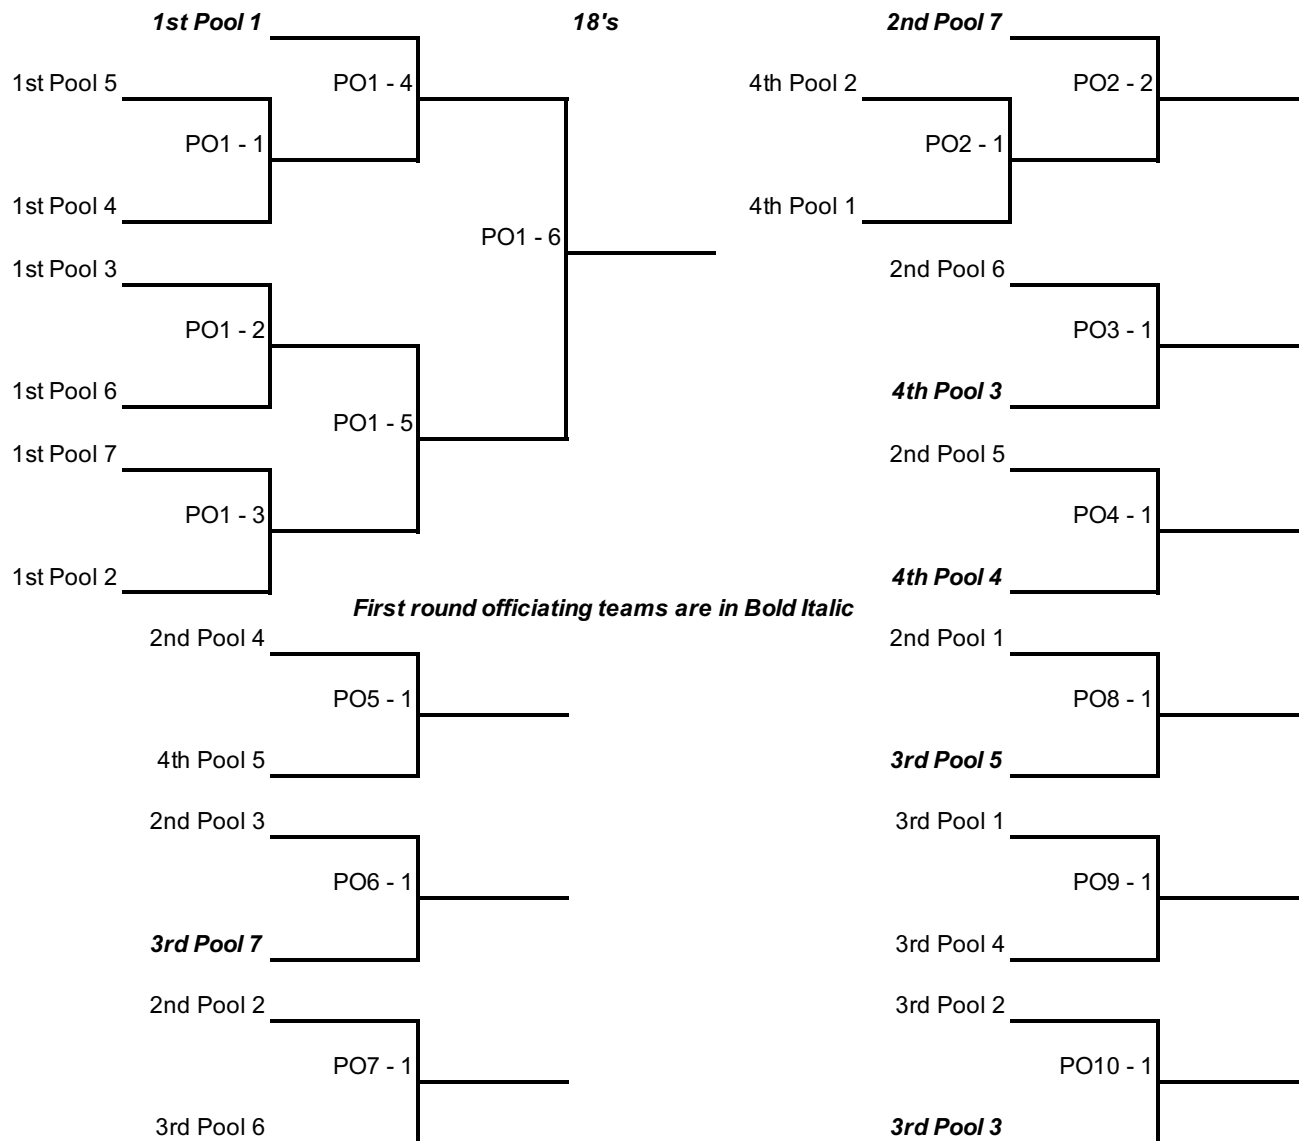 1st Pool 1
18's
2nd Pool 7
1st Pool 5
PO1 - 4
4th Pool 2
PO2 - 2
PO1 - 1
PO2 - 1
1st Pool 4
4th Pool 1
PO1 - 6
1st Pool 3
2nd Pool 6
PO1 - 2
PO3 - 1
1st Pool 6
4th Pool 3
PO1 - 5
1st Pool 7
2nd Pool 5
PO1 - 3
PO4 - 1
1st Pool 2
4th Pool 4
First round officiating teams are in Bold Italic
2nd Pool 4
2nd Pool 1
PO5 - 1
PO8 - 1
4th Pool 5
3rd Pool 5
2nd Pool 3
3rd Pool 1
PO6 - 1
PO9 - 1
3rd Pool 7
3rd Pool 4
2nd Pool 2
3rd Pool 2
PO7 - 1
PO10 - 1
3rd Pool 6
3rd Pool 3